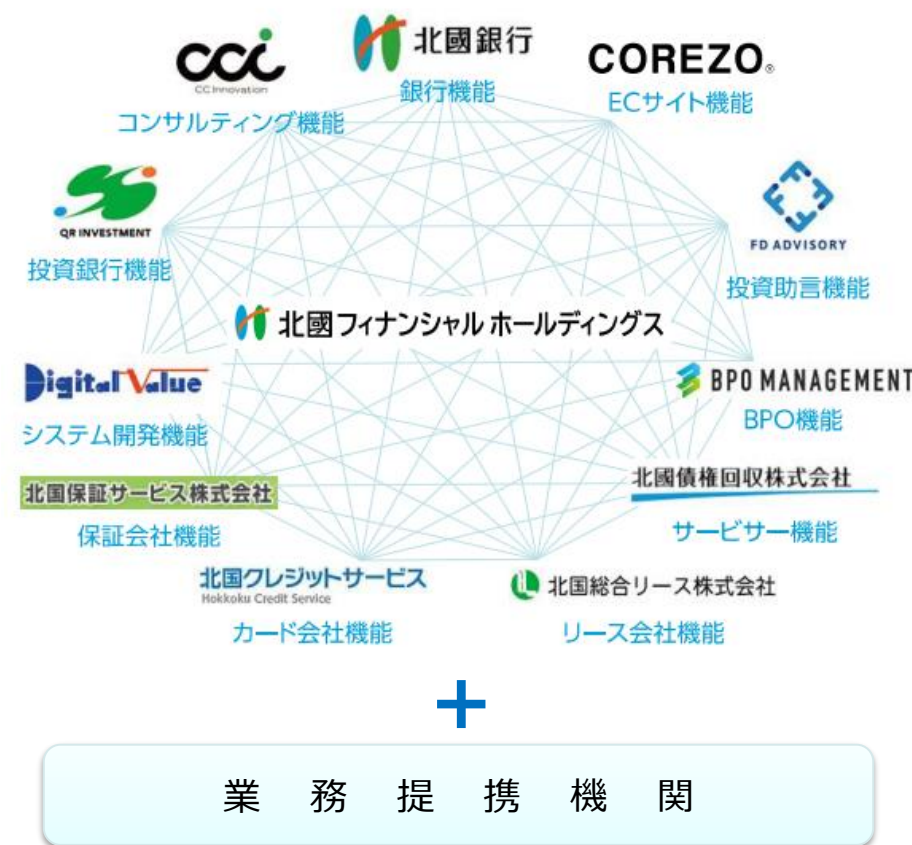 cci
CC Innovation
コンサルティング機能
北國銀行
銀行機能
COREZO®
ECサイト機能
QR INVESTMENT
投資銀行機能
FD ADVISORY
投資助言機能
北國フィナンシャルホールディングス
Digital Value
システム開発機能
BPO MANAGEMENT
BPO機能
北国保証サービス株式会社
保証会社機能
北國債権回収株式会社
サービサー機能
北国クレジットサービス
Hokkoku Credit Service
カード会社機能
北国総合リース株式会社
リース会社機能
+
業務提携機関